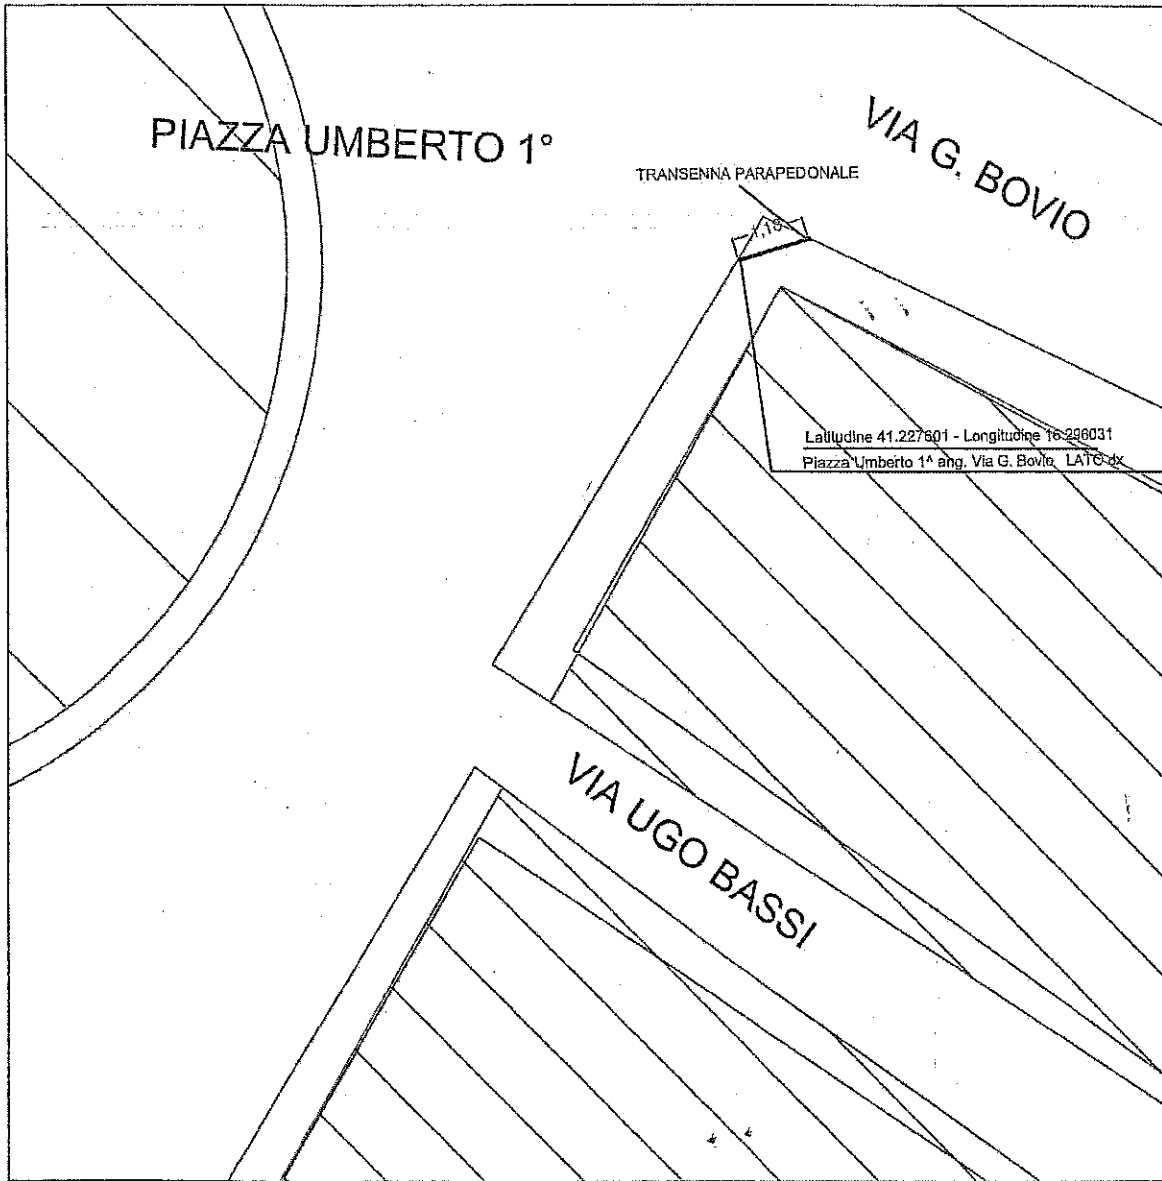 PIAZZA UMBERTO 1°
VIA G. BOVIO
TRANSENNA PARAPEDONALE
1,18
Latitudine 41.227601 - Longitudine 16.296031
Piazza Umberto 1^ ang. Via G. Bovio LATO dx
VIA UGO BASSI